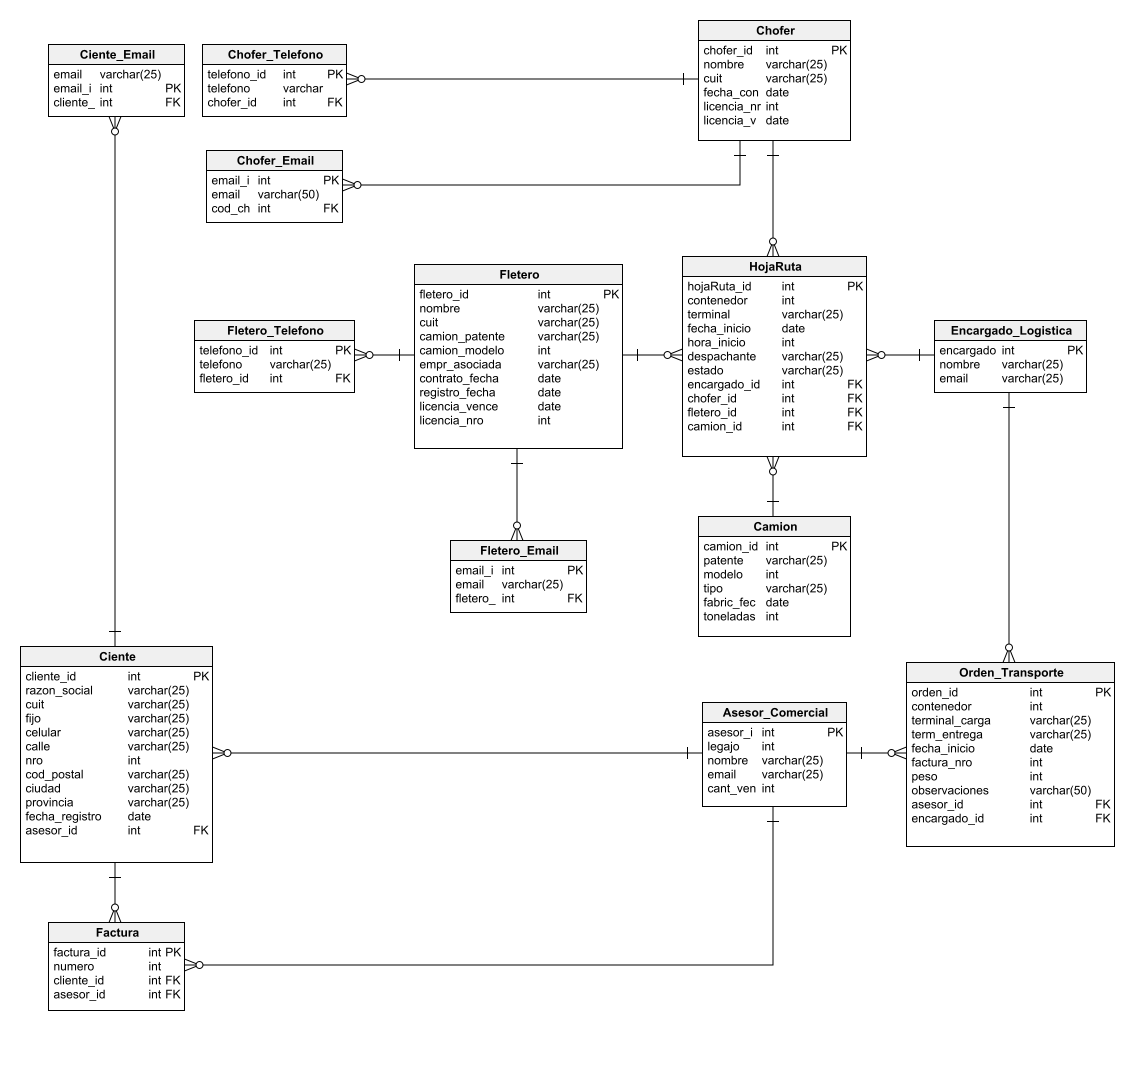 Chofer
chofer_id int PK
nombre varchar(25)
cuit varchar(25)
fecha_con date
licencia_nr int
licencia_v date
Ciente_Email
email varchar(25)
email_i int PK
cliente_ int FK
Chofer_Telefono
telefono_id int PK
telefono varchar
chofer_id int FK
Chofer_Email
email_i int PK
email varchar(50)
cod_ch int FK
Fletero
fletero_id int PK
nombre varchar(25)
cuit varchar(25)
camion_patente varchar(25)
camion_modelo int
empr_asociada varchar(25)
contrato_fecha date
registro_fecha date
licencia_vence date
licencia_nro int
HojaRuta
hojaRuta_id int PK
contenedor int
terminal varchar(25)
fecha_inicio date
hora_inicio int
despachante varchar(25)
estado varchar(25)
encargado_id int FK
chofer_id int FK
fletero_id int FK
camion_id int FK
Fletero_Telefono
telefono_id int PK
telefono varchar(25)
fletero_id int FK
Encargado_Logistica
encargado int PK
nombre varchar(25)
email varchar(25)
Fletero_Email
email_i int PK
email varchar(25)
fletero_ int FK
Camion
camion_id int PK
patente varchar(25)
modelo int
tipo varchar(25)
fabric_fec date
toneladas int
Ciente
cliente_id int PK
razon_social varchar(25)
cuit varchar(25)
fijo varchar(25)
celular varchar(25)
calle varchar(25)
nro int
cod_postal varchar(25)
ciudad varchar(25)
provincia varchar(25)
fecha_registro date
asesor_id int FK
Asesor_Comercial
asesor_i int PK
legajo int
nombre varchar(25)
email varchar(25)
cant_ven int
Orden_Transporte
orden_id int PK
contenedor int
terminal_carga varchar(25)
term_entrega varchar(25)
fecha_inicio date
factura_nro int
peso int
observaciones varchar(50)
asesor_id int FK
encargado_id int FK
Factura
factura_id int PK
numero int
cliente_id int FK
asesor_id int FK